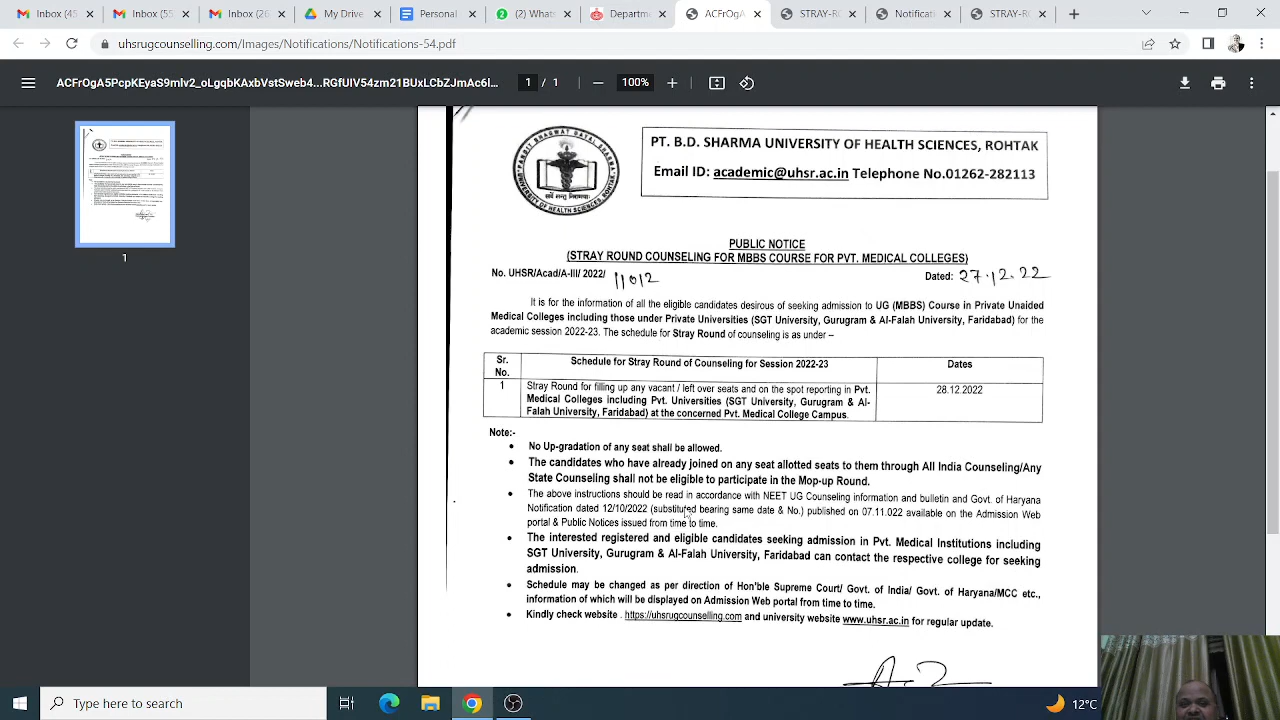 Inbox (54
Inbox (55
Inbox (26
My Drive
Personal
(2) What
Departm
ACFrOgA
STRAY-RO
Notificati
STRAY-RO
uhsrugcounselling.com/Images/Notifications/Notifications-54.pdf
1 / 1
100%
PT. B.D. SHARMA UNIVERSITY OF HEALTH SCIENCES, ROHTAK
Email ID: academic@uhsr.ac.in Telephone No.01262-282113
PUBLIC NOTICE
(STRAY ROUND COUNSELING FOR MBBS COURSE FOR PVT. MEDICAL COLLEGES)
No. UHSR/Acad/A-III/ 2022/ 11012 Dated: 27.12.22
It is for the information of all the eligible candidates desirous of seeking admission to UG (MBBS) Course in Private Unaided
Medical Colleges including those under Private Universities (SGT University, Gurugram & Al-Falah University, Faridabad) for the
academic session 2022-23. The schedule for Stray Round of counseling is as under –
Sr. No. Schedule for Stray Round of Counseling for Session 2022-23 Dates
1 Stray Round for filling up any vacant / left over seats and on the spot reporting in Pvt. 28.12.2022
Medical Colleges including Pvt. Universities (SGT University, Gurugram & Al-
Falah University, Faridabad) at the concerned Pvt. Medical College Campus.
Note:-
• No Up-gradation of any seat shall be allowed.
• The candidates who have already joined on any seat allotted seats to them through All India Counseling/Any
State Counseling shall not be eligible to participate in the Mop-up Round.
• The above instructions should be read in accordance with NEET UG Counseling information and bulletin and Govt. of Haryana
Notification dated 12/10/2022 (substituted bearing same date & No.) published on 07.11.022 available on the Admission Web
portal & Public Notices issued from time to time.
• The interested registered and eligible candidates seeking admission in Pvt. Medical Institutions including
SGT University, Gurugram & Al-Falah University, Faridabad can contact the respective college for seeking
admission.
• Schedule may be changed as per direction of Hon'ble Supreme Court/ Govt. of India/ Govt. of Haryana/MCC etc.,
information of which will be displayed on Admission Web portal from time to time.
• Kindly check website . https://uhsrugcounselling.com and university website www.uhsr.ac.in for regular update.
1
Type here to search
12°C